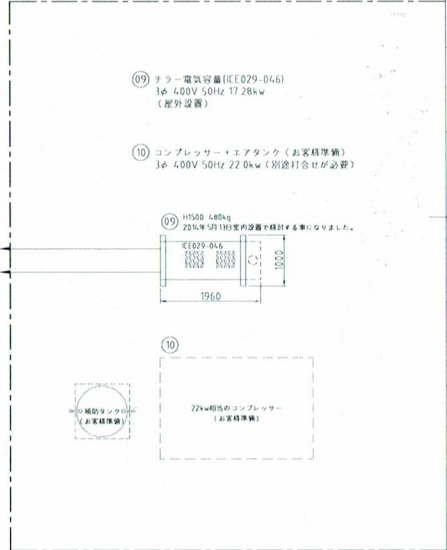 09 チラー電気容量(ICE029-046)
3φ 400V 50Hz 17.28kw
(屋外設置)
10 コンプレッサー+エアタンク(お客様準備)
3φ 400V 50Hz 22.0kw(別途打合せが必要)
09 H1500 480kg
2014年5月13日室内設置で検討する事になりました。
ICE029-046
1000
1960
10
補助タンク
(お客様準備)
22kw相当のコンプレッサー
(お客様準備)